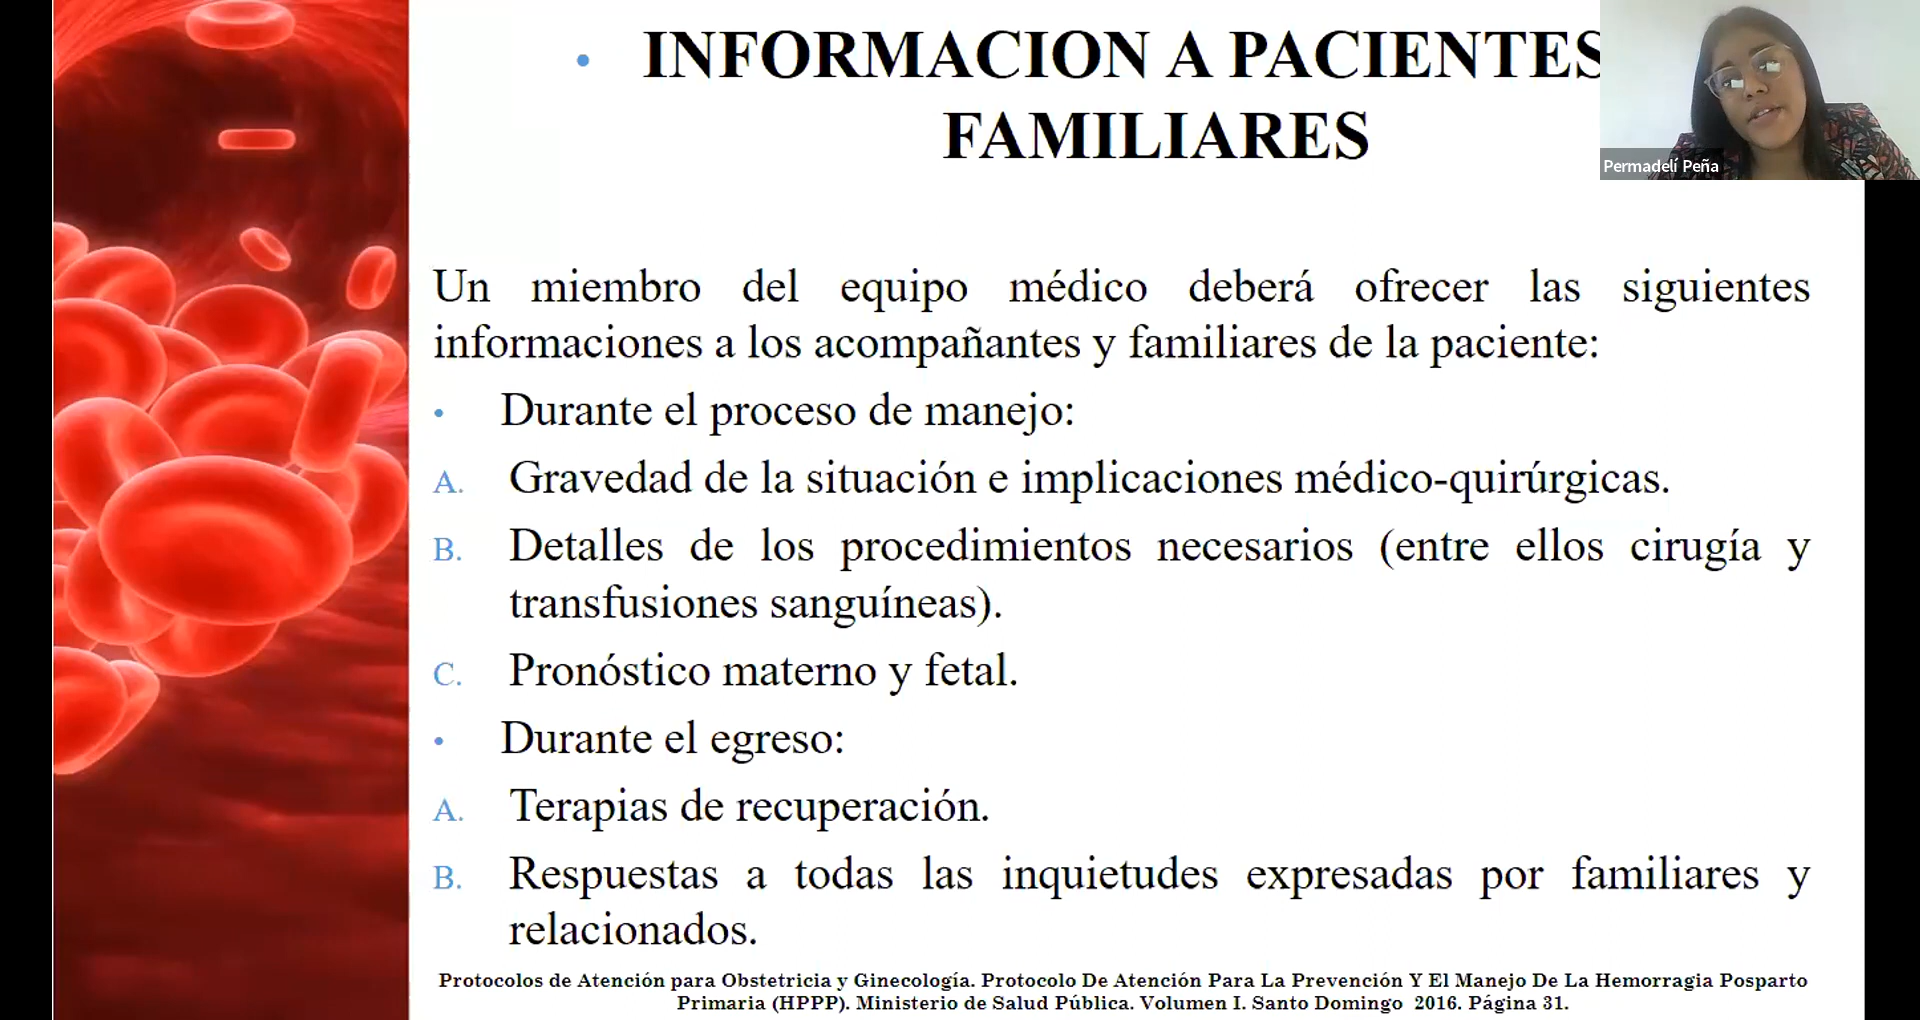 • INFORMACION A PACIENTES
FAMILIARES
Permadelí Peña
Un miembro del equipo médico deberá ofrecer las siguientes
informaciones a los acompañantes y familiares de la paciente:
• Durante el proceso de manejo:
A. Gravedad de la situación e implicaciones médico-quirúrgicas.
B. Detalles de los procedimientos necesarios (entre ellos cirugía y
transfusiones sanguíneas).
C. Pronóstico materno y fetal.
• Durante el egreso:
A. Terapias de recuperación.
B. Respuestas a todas las inquietudes expresadas por familiares y
relacionados.
Protocolos de Atención para Obstetricia y Ginecología. Protocolo De Atención Para La Prevención Y El Manejo De La Hemorragia Posparto
Primaria (HPPP). Ministerio de Salud Pública. Volumen I. Santo Domingo 2016. Página 31.